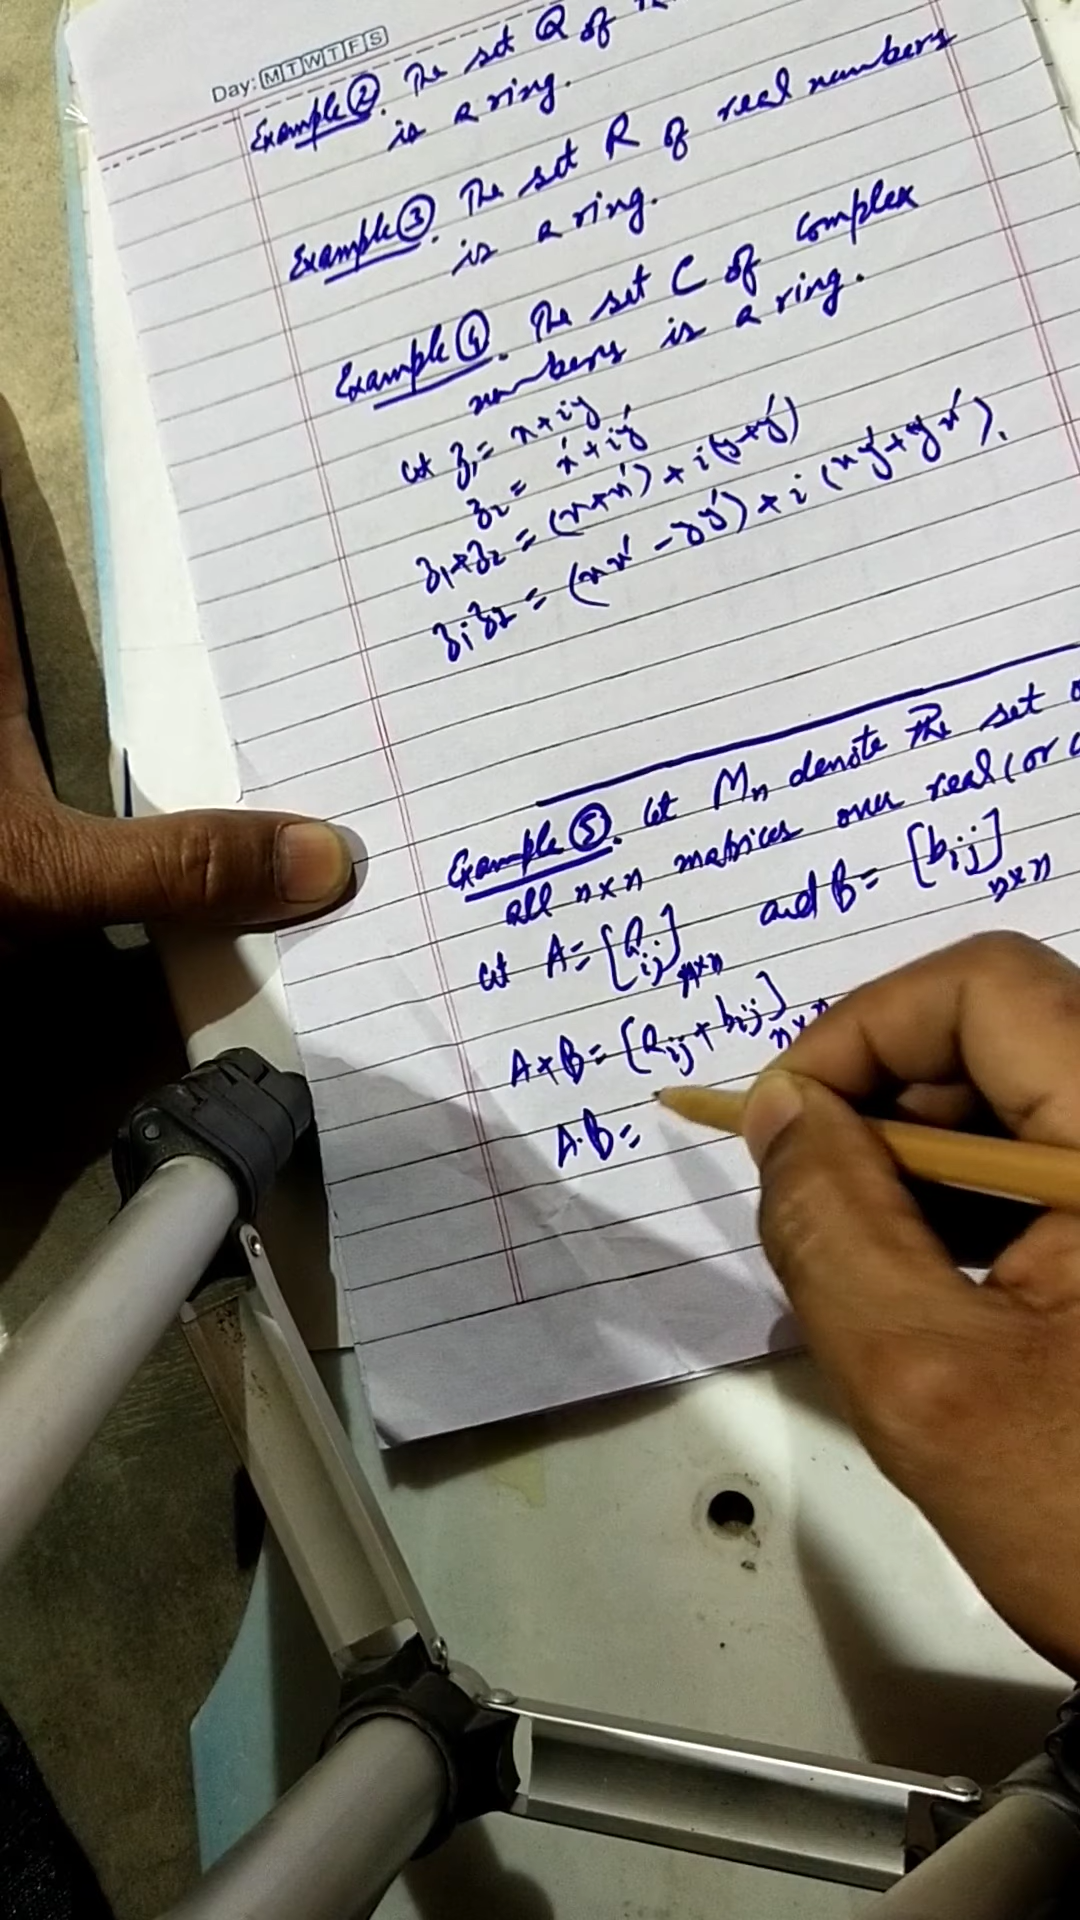 Day: M T W T F S
Example ②. The set Q of
is a ring.
Example ③. The set R of real numbers
is a ring.
Example ④. The set C of complex
numbers is a ring.
Let z₁ = x + iy
z₂ = x' + iy'
z₁+z₂ = (x+x') + i(y+y')
z₁z₂ = (xx' - yy') + i(xy' + yx').
Example ⑤. Let Mₙ denote the set
all n×n matrices over real (or
Let A = [aᵢⱼ]ₙₓₙ and B = [bᵢⱼ]ₙₓₙ
A+B = [aᵢⱼ + bᵢⱼ]ₙₓₙ
A·B =